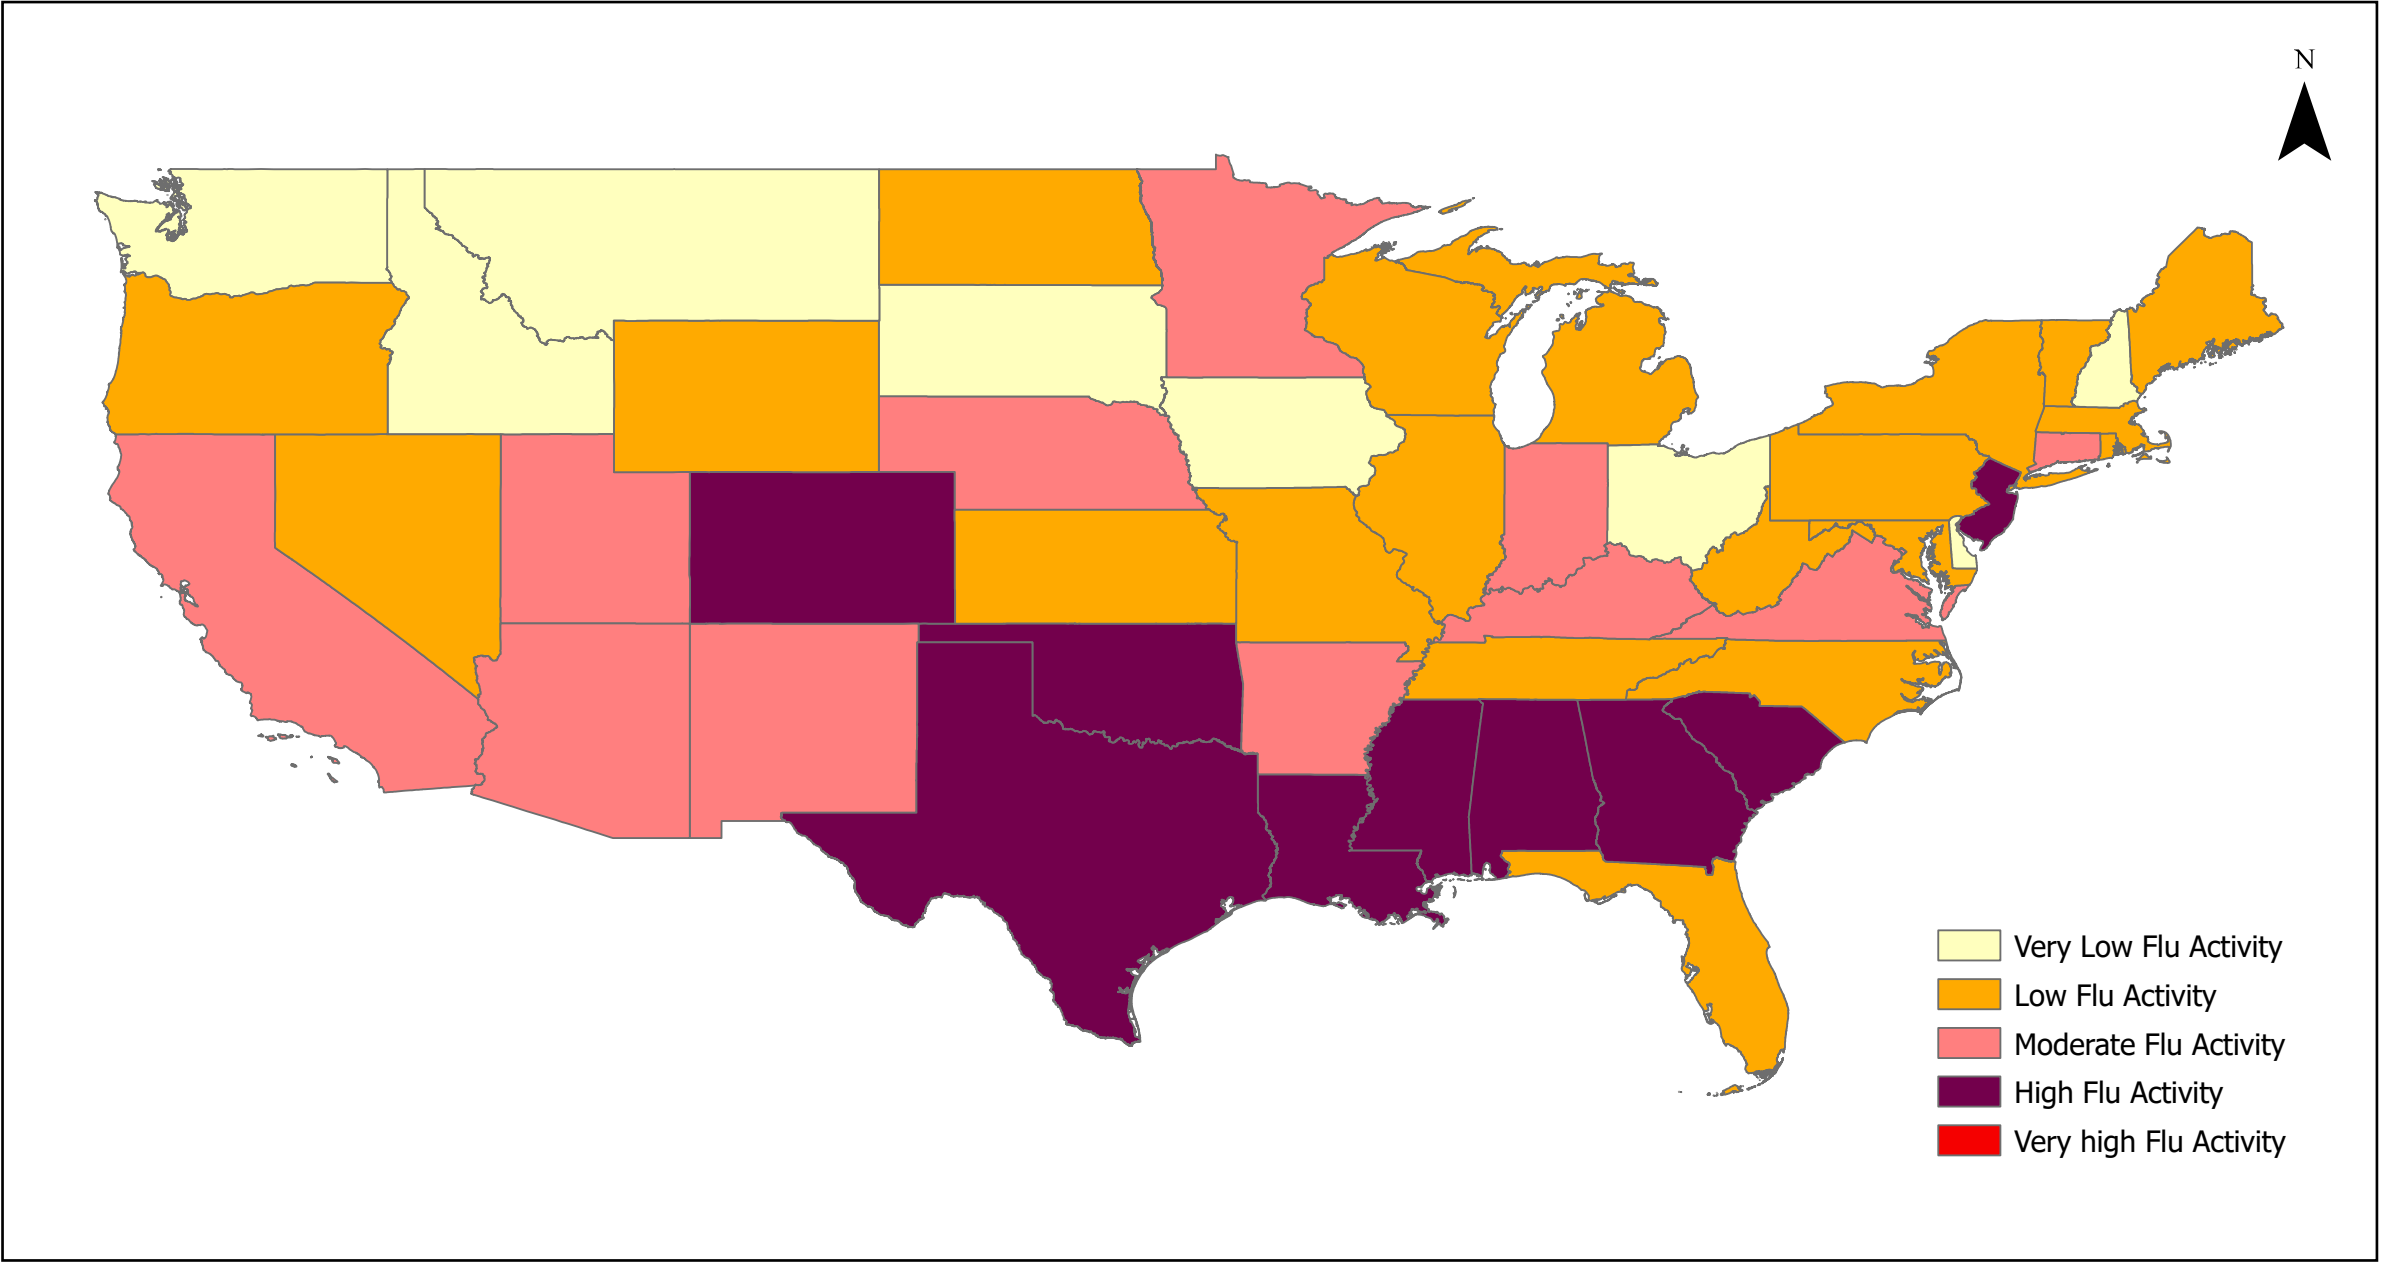 N
Very Low Flu Activity
Low Flu Activity
Moderate Flu Activity
High Flu Activity
Very high Flu Activity